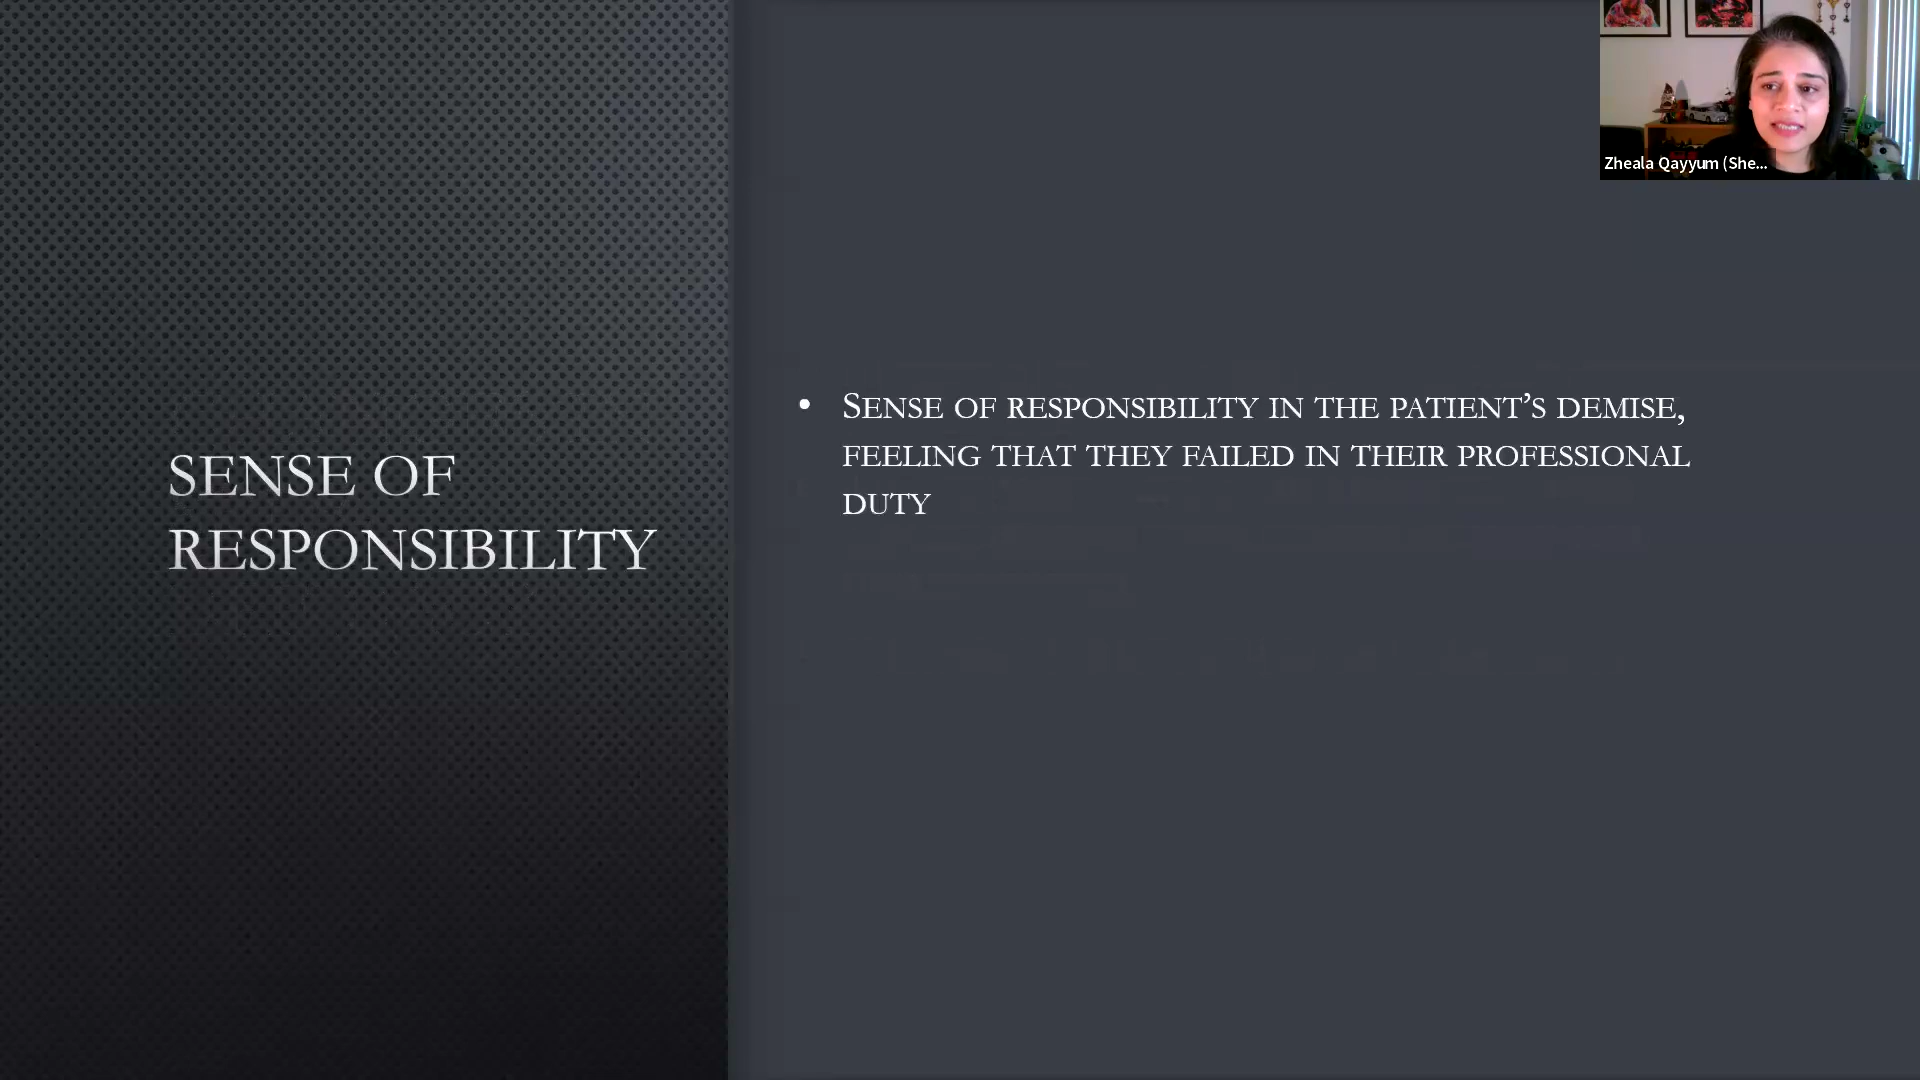 Zheala Qayyum (She...
SENSE OF
RESPONSIBILITY
• SENSE OF RESPONSIBILITY IN THE PATIENT’S DEMISE,
FEELING THAT THEY FAILED IN THEIR PROFESSIONAL
DUTY